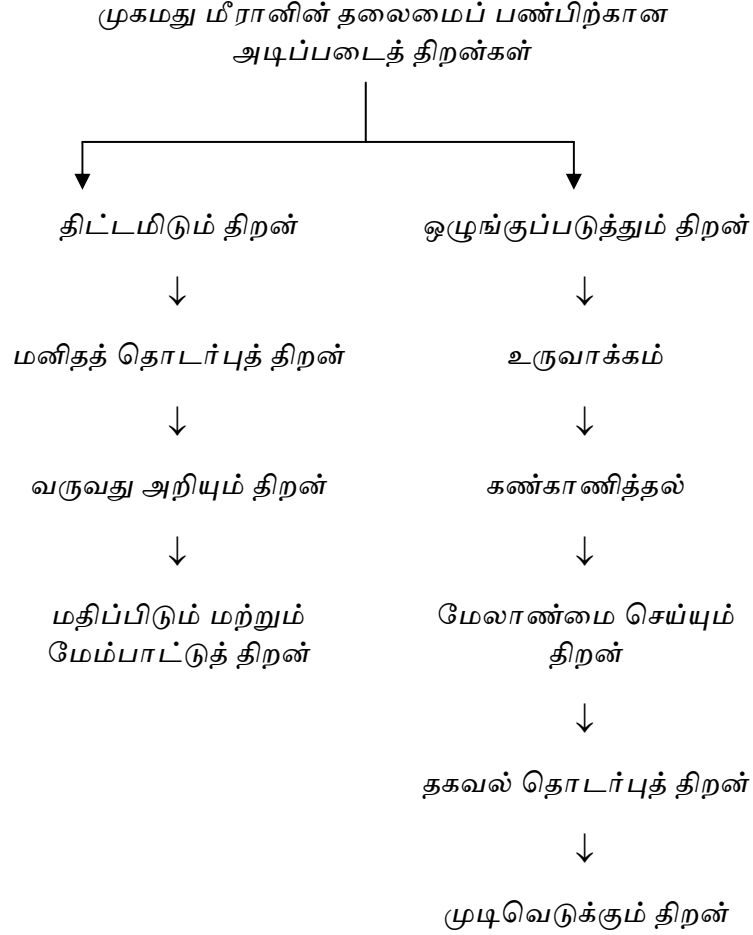 முகமது மீரானின் தலைமைப் பண்பிற்கான
அடிப்படைத் திறன்கள்
திட்டமிடும் திறன்
ஒழுங்குப்படுத்தும் திறன்
மனிதத் தொடர்புத் திறன்
உருவாக்கம்
வருவது அறியும் திறன்
கண்காணித்தல்
மதிப்பிடும் மற்றும்
மேம்பாட்டுத் திறன்
மேலாண்மை செய்யும்
திறன்
தகவல் தொடர்புத் திறன்
முடிவெடுக்கும் திறன்